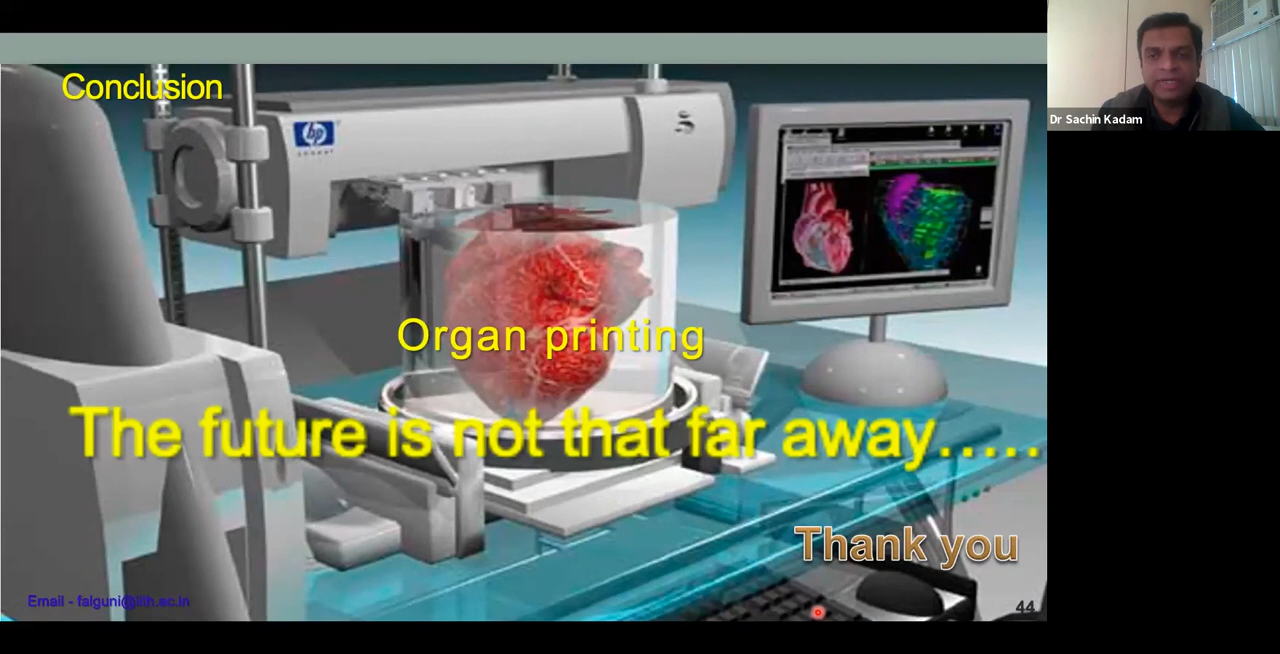 Conclusion
hp
Dr Sachin Kadam
Organ printing
The future is not that far away.....
Thank you
Email - falguni@iith.ac.in
44